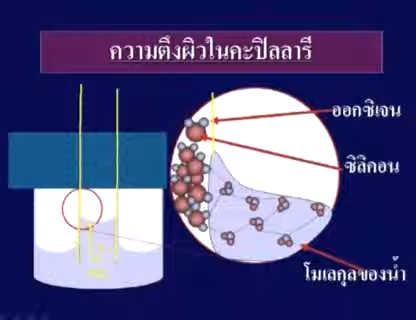 ความตึงผิวในคะปิลลารี
ออกซิเจน
ซิลิคอน
โมเลกุลของน้ำ